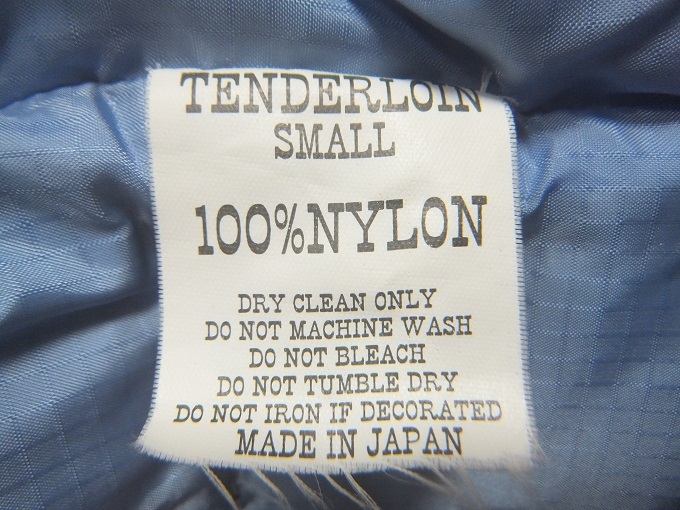 TENDERLOIN
SMALL
100%NYLON
DRY CLEAN ONLY
DO NOT MACHINE WASH
DO NOT BLEACH
DO NOT TUMBLE DRY
DO NOT IRON IF DECORATED
MADE IN JAPAN